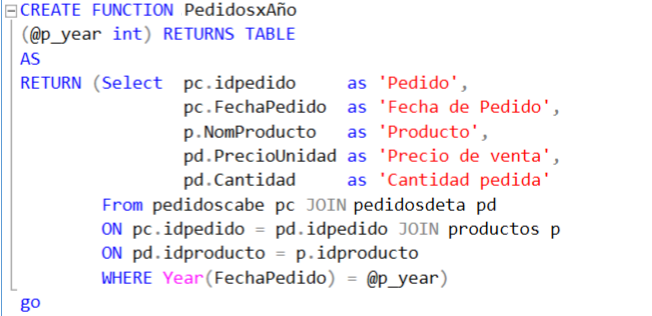 CREATE FUNCTION PedidosxAño
(@p_year int) RETURNS TABLE
AS
RETURN (Select pc.idpedido as 'Pedido',
pc.FechaPedido as 'Fecha de Pedido',
p.NomProducto as 'Producto',
pd.PrecioUnidad as 'Precio de venta',
pd.Cantidad as 'Cantidad pedida'
From pedidoscabe pc JOIN pedidosdeta pd
ON pc.idpedido = pd.idpedido JOIN productos p
ON pd.idproducto = p.idproducto
WHERE Year(FechaPedido) = @p_year)
go